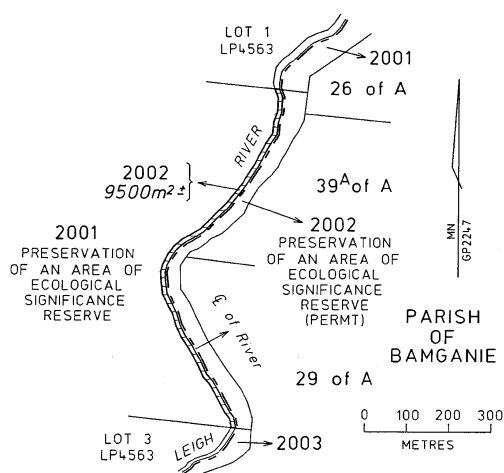 LOT 1
LP4563
2001
26 of A
RIVER
2002
9500m² ±
39ᴬ of A
2001
PRESERVATION
OF AN AREA OF
ECOLOGICAL
SIGNIFICANCE
RESERVE
2002
PRESERVATION
OF AN AREA OF
ECOLOGICAL
SIGNIFICANCE
RESERVE
(PERMT)
MN
GP2247
℄ of River
PARISH
OF
BAMGANIE
29 of A
0 100 200 300
METRES
LOT 3
LP4563
LEIGH
2003